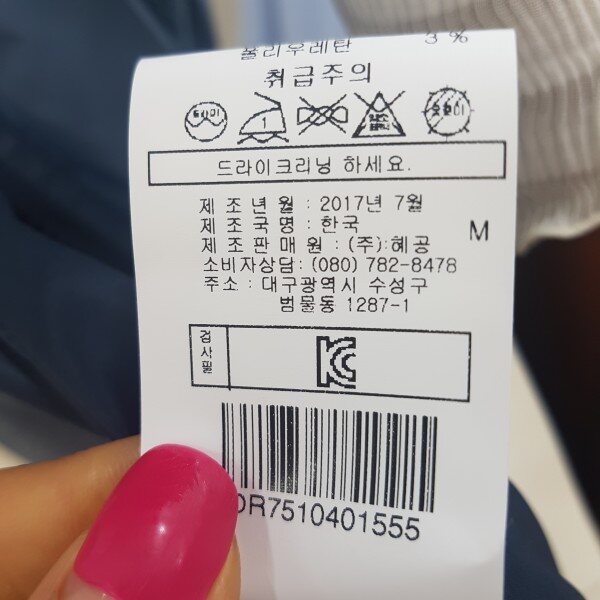 폴리우레탄 3 %
취급주의
드라이크리닝 하세요.
제 조 년 월 : 2017년 7월
제 조 국 명 : 한국
제 조 판 매 원 : (주):혜공
M
소비자상담: (080) 782-8478
주소 : 대구광역시 수성구
범물동 1287-1
검사필
KC
DR7510401555